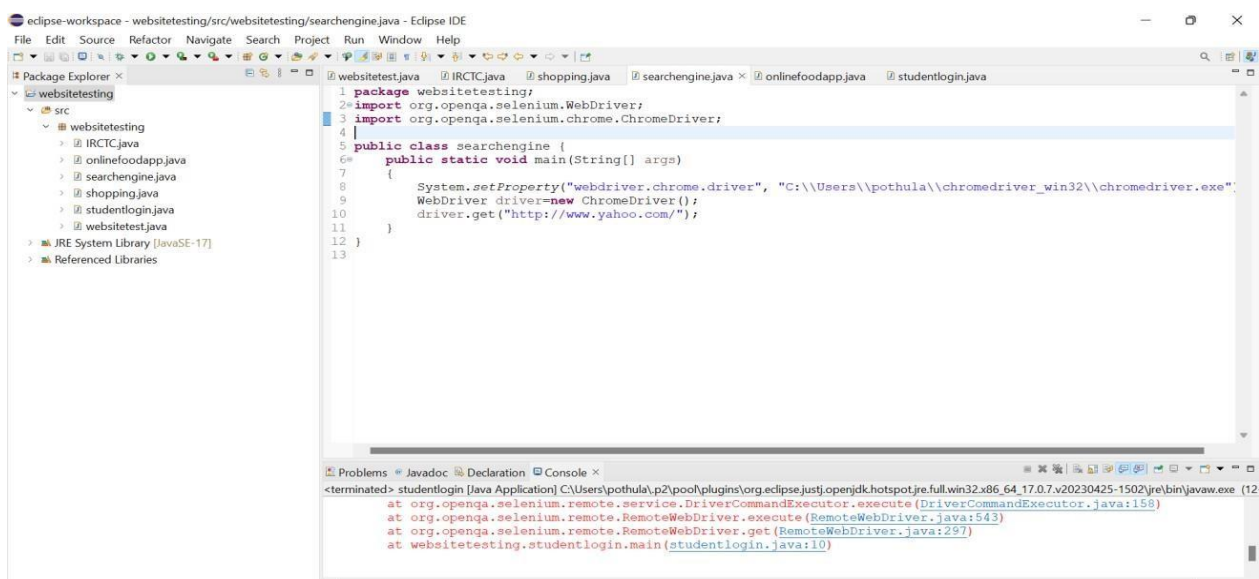 eclipse-workspace - websitetesting/src/websitetesting/searchengine.java - Eclipse IDE
File Edit Source Refactor Navigate Search Project Run Window Help
Package Explorer
websitetesting
src
websitetesting
IRCTC.java
onlinefoodapp.java
searchengine.java
shopping.java
studentlogin.java
websitetest.java
JRE System Library [JavaSE-17]
Referenced Libraries
websitetest.java IRCTC.java shopping.java searchengine.java onlinefoodapp.java studentlogin.java
1 package websitetesting;
2 import org.openqa.selenium.WebDriver;
3 import org.openqa.selenium.chrome.ChromeDriver;
4
5 public class searchengine {
6 public static void main(String[] args)
7 {
8 System.setProperty("webdriver.chrome.driver", "C:\\Users\\pothula\\chromedriver_win32\\chromedriver.exe")
9 WebDriver driver=new ChromeDriver();
10 driver.get("http://www.yahoo.com/");
11 }
12 }
13
Problems Javadoc Declaration Console
<terminated> studentlogin [Java Application] C:\Users\pothula\.p2\pool\plugins\org.eclipse.justj.openjdk.hotspot.jre.full.win32.x86_64_17.0.7.v20230425-1502\jre\bin\javaw.exe (12
at org.openqa.selenium.remote.service.DriverCommandExecutor.execute(DriverCommandExecutor.java:158)
at org.openqa.selenium.remote.RemoteWebDriver.execute(RemoteWebDriver.java:543)
at org.openqa.selenium.remote.RemoteWebDriver.get(RemoteWebDriver.java:297)
at websitetesting.studentlogin.main(studentlogin.java:10)